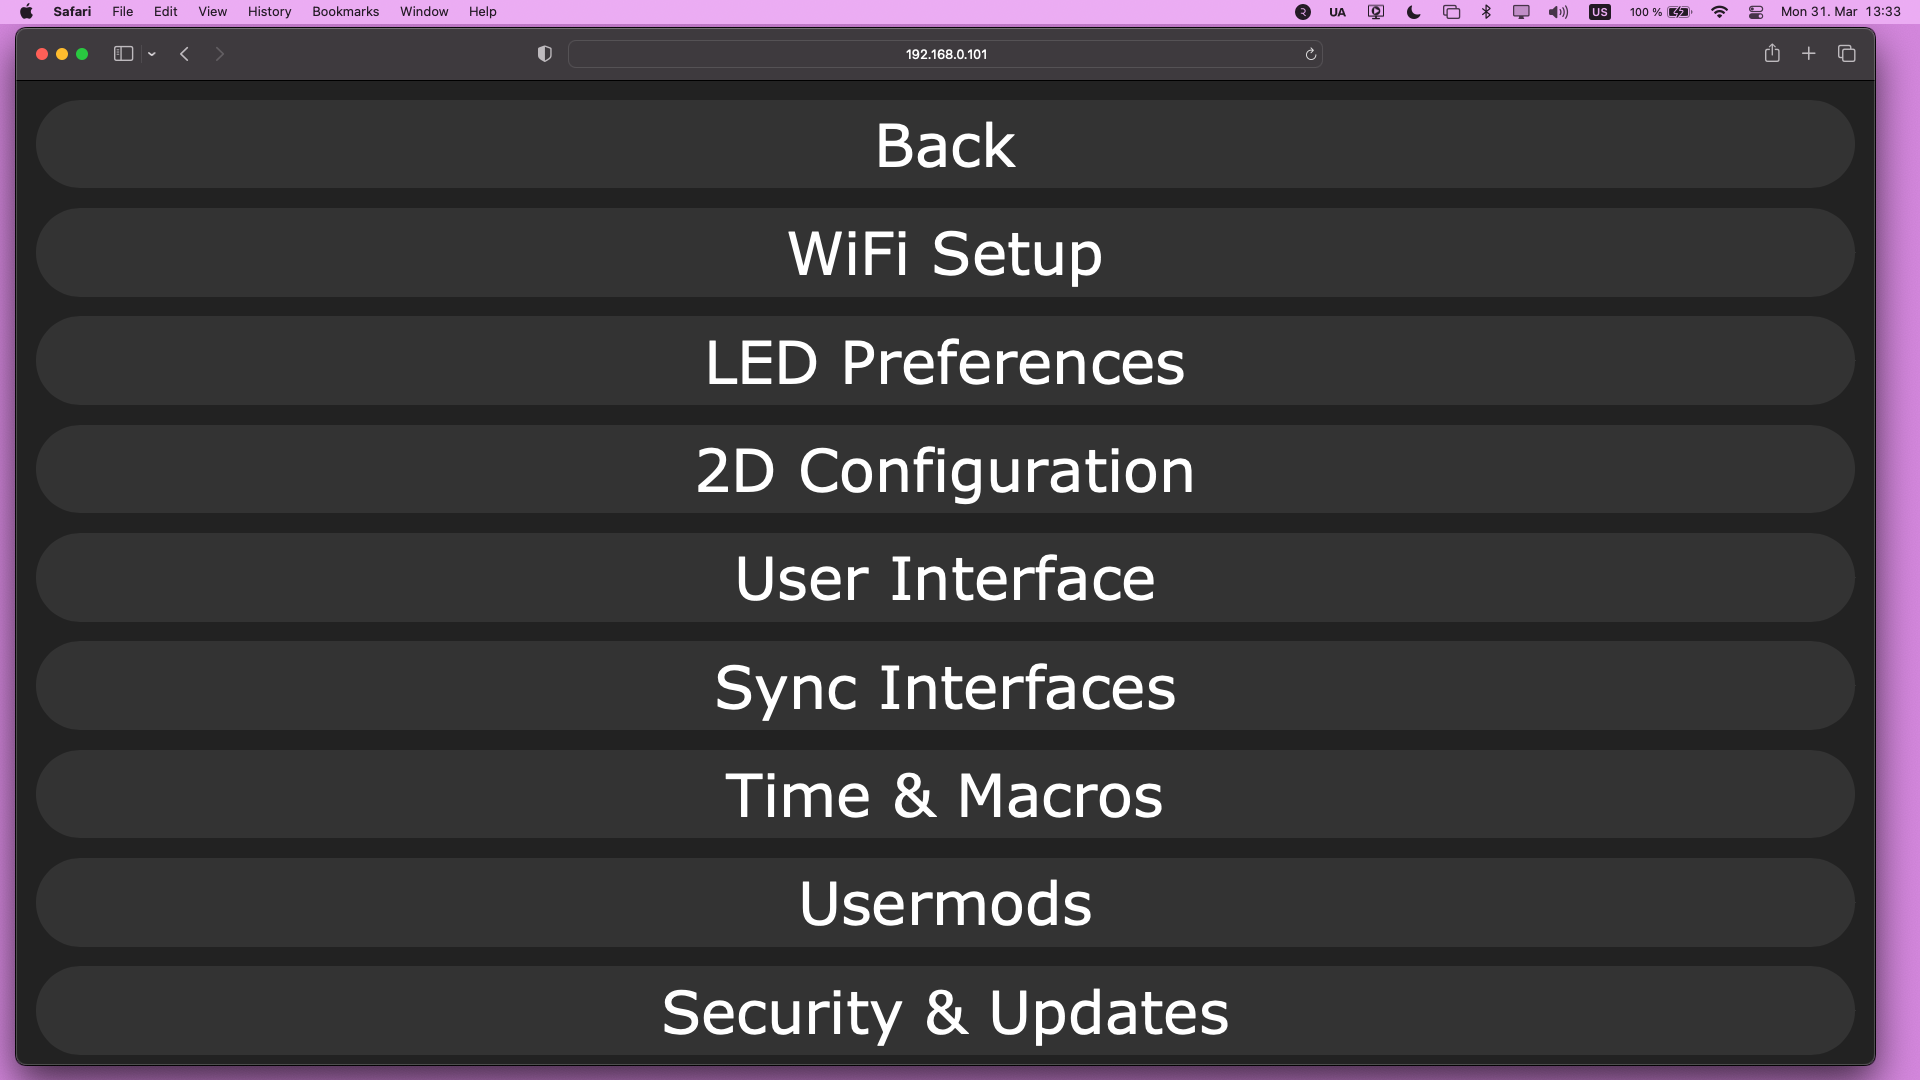 Safari File Edit View History Bookmarks Window Help UA US 100 % Mon 31. Mar 13:33
192.168.0.101
Back
WiFi Setup
LED Preferences
2D Configuration
User Interface
Sync Interfaces
Time & Macros
Usermods
Security & Updates